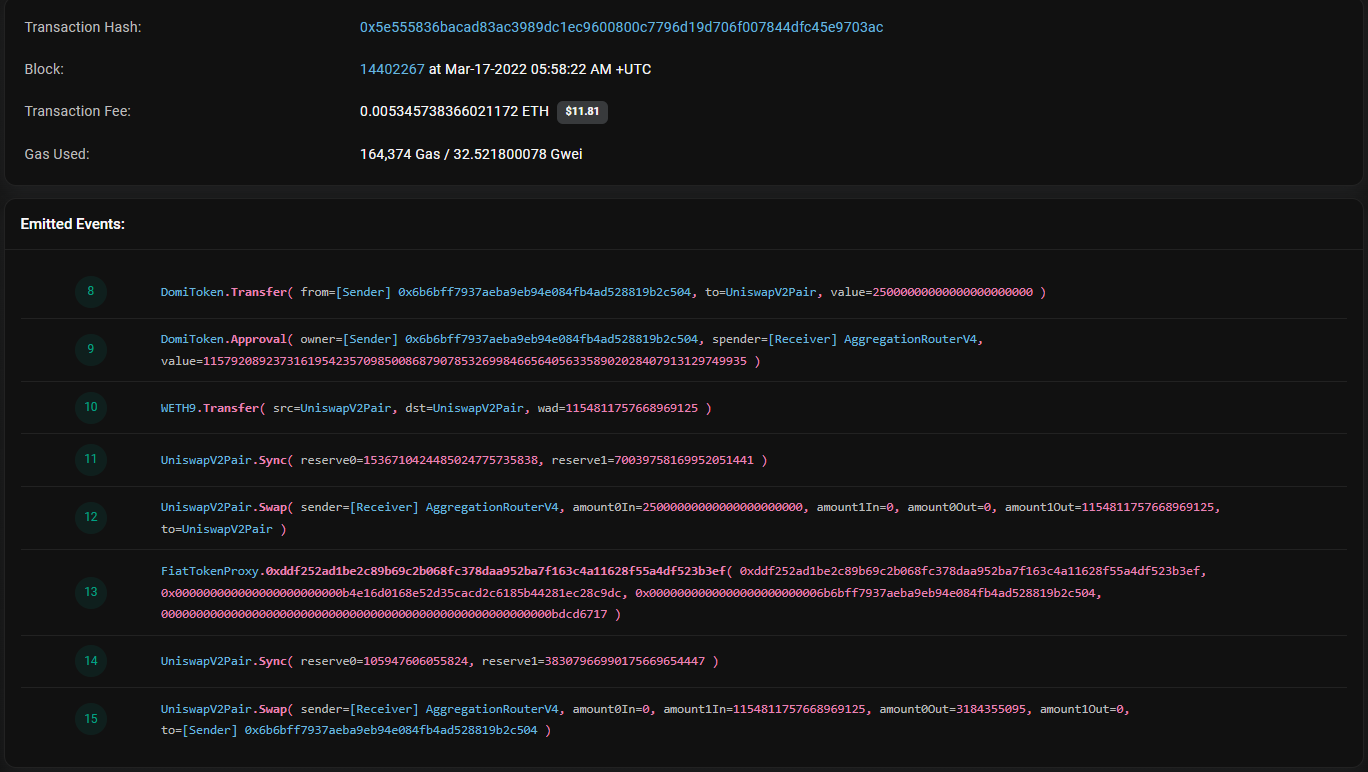 Transaction Hash:
0x5e555836bacad83ac3989dc1ec9600800c7796d19d706f007844dfc45e9703ac
Block:
14402267 at Mar-17-2022 05:58:22 AM +UTC
Transaction Fee:
0.005345738366021172 ETH $11.81
Gas Used:
164,374 Gas / 32.521800078 Gwei
Emitted Events:
8
DomiToken.Transfer( from=[Sender] 0x6b6bff7937aeba9eb94e084fb4ad528819b2c504, to=UniswapV2Pair, value=25000000000000000000000 )
9
DomiToken.Approval( owner=[Sender] 0x6b6bff7937aeba9eb94e084fb4ad528819b2c504, spender=[Receiver] AggregationRouterV4,
value=115792089237316195423570985008687907853269984665640563358902028407913129749935 )
10
WETH9.Transfer( src=UniswapV2Pair, dst=UniswapV2Pair, wad=1154811757668969125 )
11
UniswapV2Pair.Sync( reserve0=1536710424485024775735838, reserve1=70039758169952051441 )
12
UniswapV2Pair.Swap( sender=[Receiver] AggregationRouterV4, amount0In=25000000000000000000000, amount1In=0, amount0Out=0, amount1Out=1154811757668969125,
to=UniswapV2Pair )
13
FiatTokenProxy.0xddf252ad1be2c89b69c2b068fc378daa952ba7f163c4a11628f55a4df523b3ef( 0xddf252ad1be2c89b69c2b068fc378daa952ba7f163c4a11628f55a4df523b3ef,
0x000000000000000000000000b4e16d0168e52d35cacd2c6185b44281ec28c9dc, 0x0000000000000000000000006b6bff7937aeba9eb94e084fb4ad528819b2c504,
00000000000000000000000000000000000000000000000000000000bdcd6717 )
14
UniswapV2Pair.Sync( reserve0=105947606055824, reserve1=38307966990175669654447 )
15
UniswapV2Pair.Swap( sender=[Receiver] AggregationRouterV4, amount0In=0, amount1In=1154811757668969125, amount0Out=3184355095, amount1Out=0,
to=[Sender] 0x6b6bff7937aeba9eb94e084fb4ad528819b2c504 )